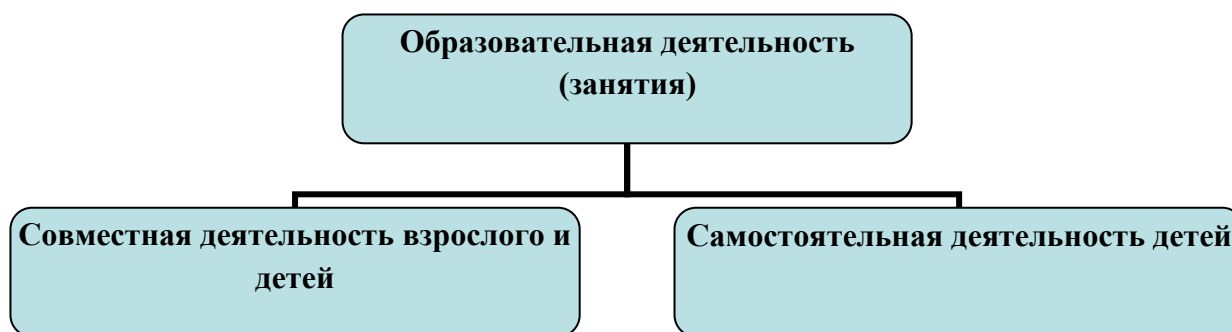 Образовательная деятельность
(занятия)
Совместная деятельность взрослого и
детей
Самостоятельная деятельность детей